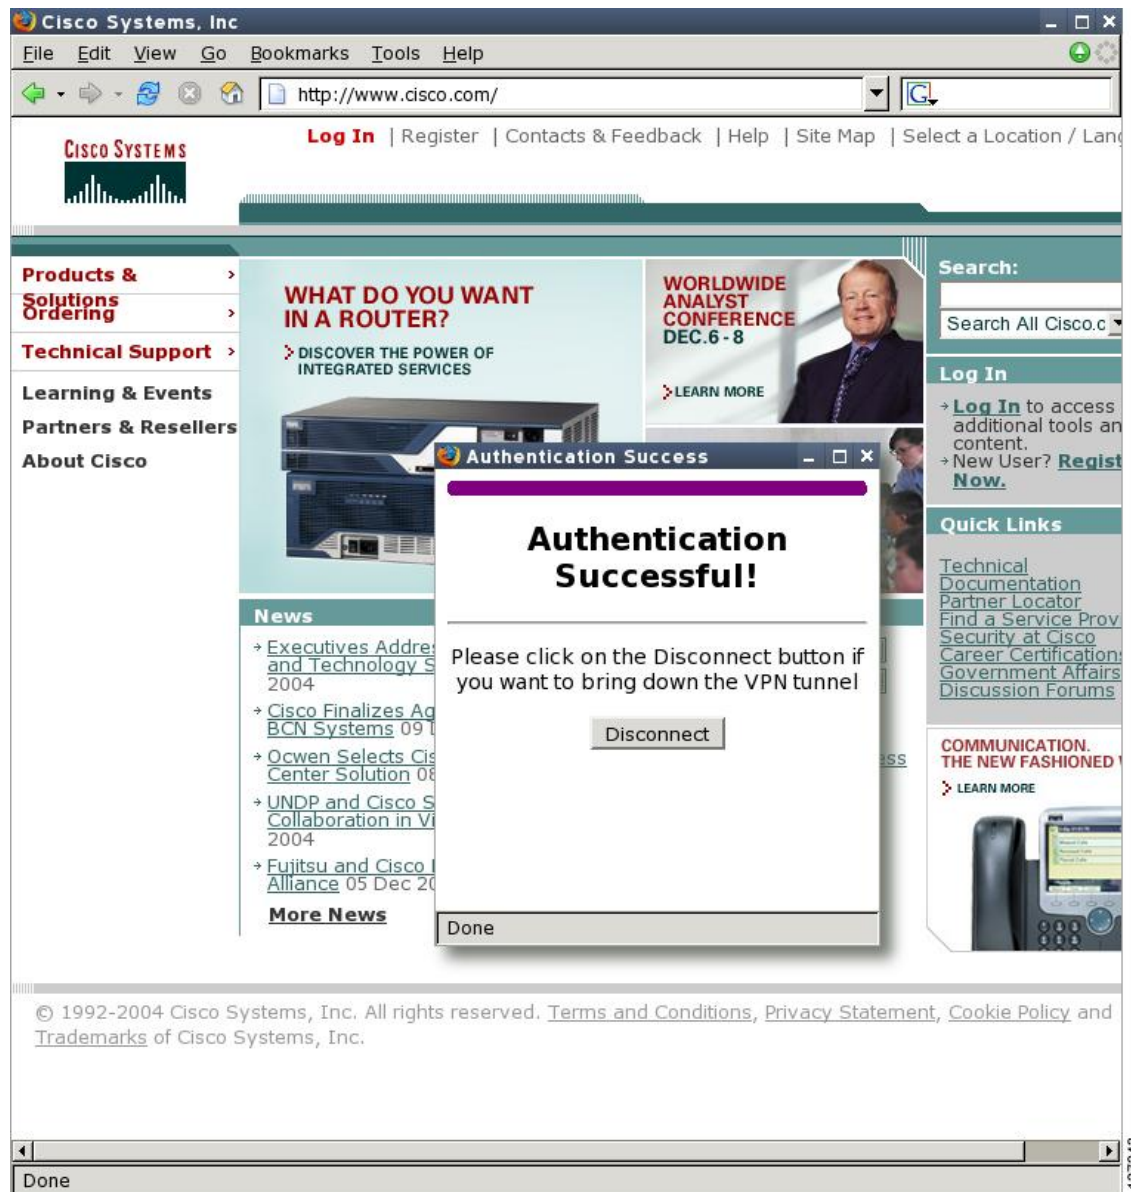 Cisco Systems, Inc
File Edit View Go Bookmarks Tools Help
http://www.cisco.com/
G
Log In | Register | Contacts & Feedback | Help | Site Map | Select a Location /
CISCO SYSTEMS
Products &
Solutions
Ordering
Technical Support
Learning & Events
Partners & Resellers
About Cisco
WHAT DO YOU WANT
IN A ROUTER?
DISCOVER THE POWER OF
INTEGRATED SERVICES
WORLDWIDE
ANALYST
CONFERENCE
DEC.6 - 8
LEARN MORE
Search:
Search All Cisco.c
Log In
Log In to access
additional tools an
content.
New User? Regist
Now.
Quick Links
Technical
Documentation
Partner Locator
Find a Service Prov
Security at Cisco
Career Certifications
Government Affairs
Discussion Forums
COMMUNICATION.
THE NEW FASHIONED
LEARN MORE
News
Executives Addre
and Technology S
2004
Cisco Finalizes Ag
BCN Systems 09
Ocwen Selects Cis
Center Solution 08
UNDP and Cisco S
Collaboration in Vi
2004
Fujitsu and Cisco
Alliance 05 Dec 20
More News
ess
Authentication Success
Authentication
Successful!
Please click on the Disconnect button if
you want to bring down the VPN tunnel
Disconnect
Done
© 1992-2004 Cisco Systems, Inc. All rights reserved. Terms and Conditions, Privacy Statement, Cookie Policy and
Trademarks of Cisco Systems, Inc.
Done